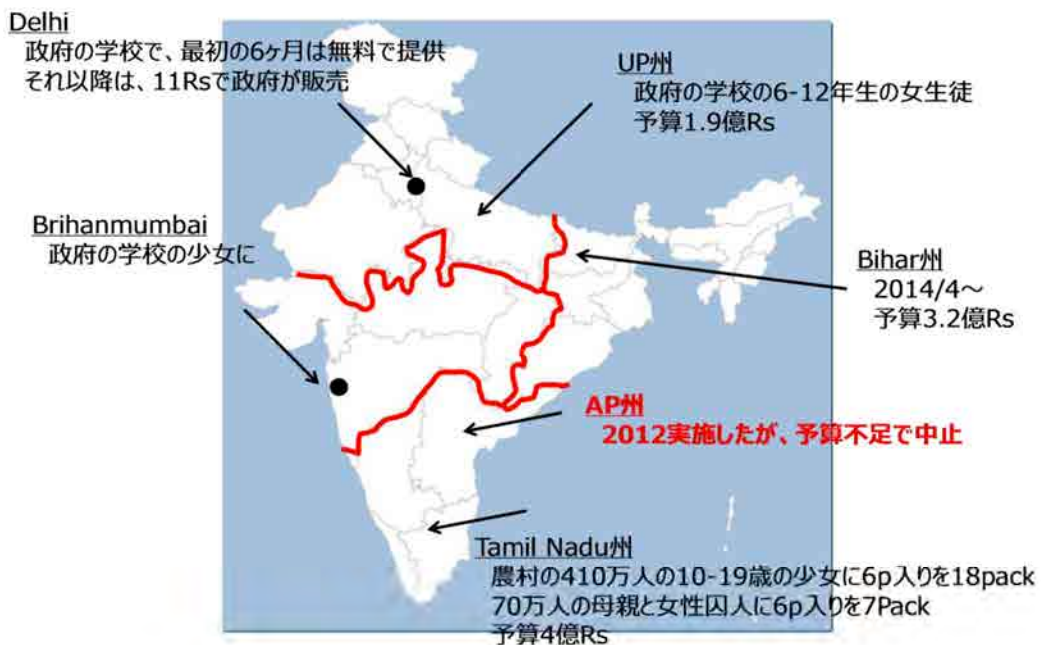 Delhi
政府の学校で、最初の6ヶ月は無料で提供
それ以降は、11Rsで政府が販売
UP州
政府の学校の6-12年生の女生徒
予算1.9億Rs
Brihanmumbai
政府の学校の少女に
Bihar州
2014/4～
予算3.2億Rs
AP州
2012実施したが、予算不足で中止
Tamil Nadu州
農村の410万人の10-19歳の少女に6p入りを18pack
70万人の母親と女性囚人に6p入りを7Pack
予算4億Rs